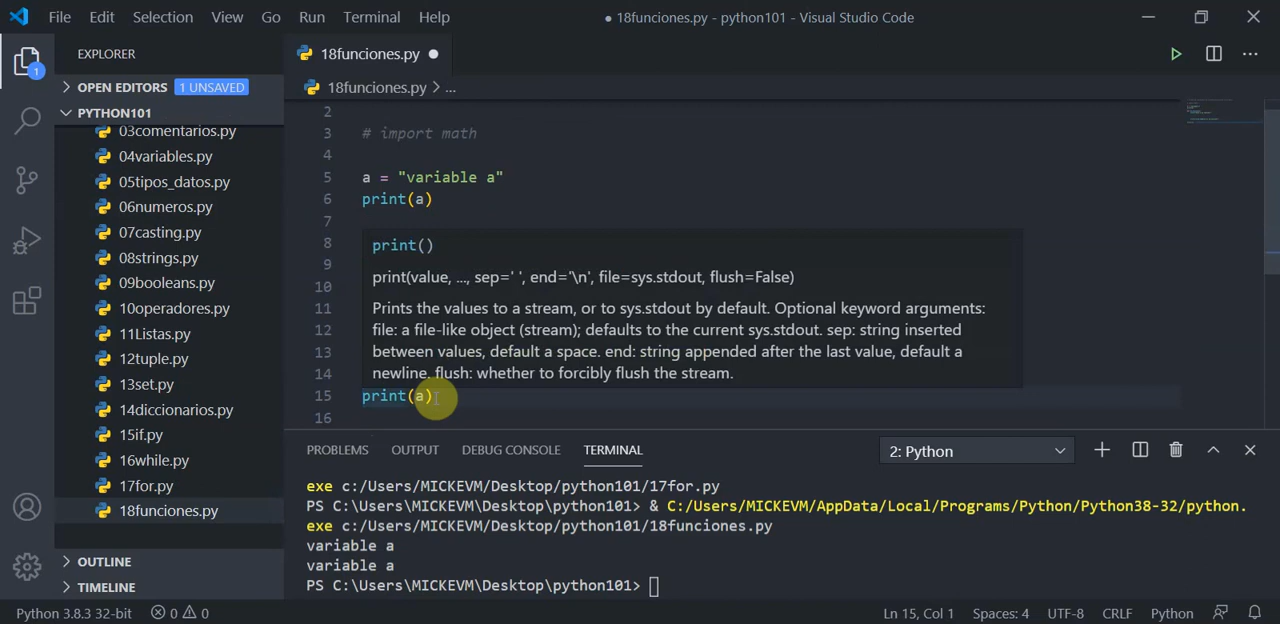 File Edit Selection View Go Run Terminal Help
● 18funciones.py - python101 - Visual Studio Code
EXPLORER
OPEN EDITORS 1 UNSAVED
PYTHON101
03comentarios.py
04variables.py
05tipos_datos.py
06numeros.py
07casting.py
08strings.py
09booleans.py
10operadores.py
11Listas.py
12tuple.py
13set.py
14diccionarios.py
15if.py
16while.py
17for.py
18funciones.py
OUTLINE
TIMELINE
1
18funciones.py ●
18funciones.py > ...
2
3 # import math
4
5 a = "variable a"
6 print(a)
7
8
9
10
11
12
13
14
print()
print(value, ..., sep=' ', end='\n', file=sys.stdout, flush=False)
Prints the values to a stream, or to sys.stdout by default. Optional keyword arguments:
file: a file-like object (stream); defaults to the current sys.stdout. sep: string inserted
between values, default a space. end: string appended after the last value, default a
newline. flush: whether to forcibly flush the stream.
15 print(a)
16
PROBLEMS OUTPUT DEBUG CONSOLE TERMINAL 2: Python
exe c:/Users/MICKEVM/Desktop/python101/17for.py
PS C:\Users\MICKEVM\Desktop\python101> & C:/Users/MICKEVM/AppData/Local/Programs/Python/Python38-32/python.
exe c:/Users/MICKEVM/Desktop/python101/18funciones.py
variable a
variable a
PS C:\Users\MICKEVM\Desktop\python101>
Python 3.8.3 32-bit 0 0 Ln 15, Col 1 Spaces: 4 UTF-8 CRLF Python